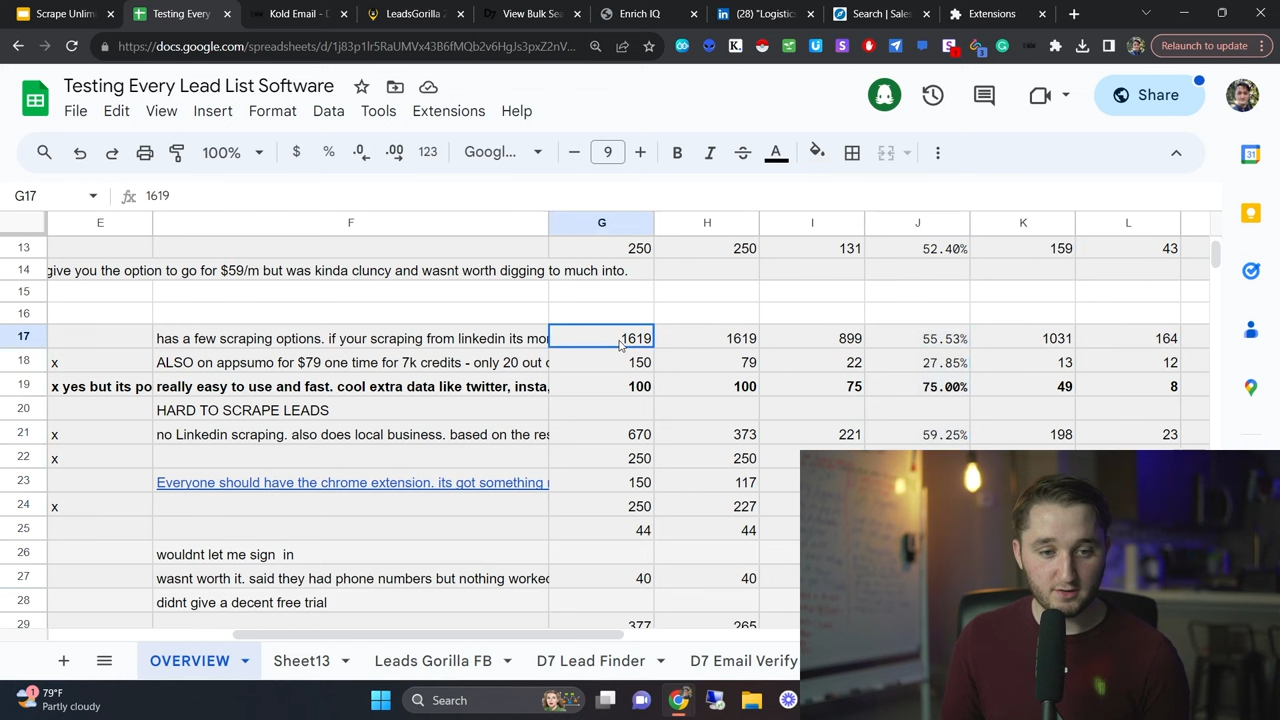 Scrape Unlim
Testing Every
Kold Email - D
LeadsGorilla 2
View Bulk Sea
Enrich IQ
(28) "Logistic
Search | Sales
Extensions
https://docs.google.com/spreadsheets/d/1j83p1lr5RaUMVx43B6fMQb2v6HgJs3pxZ2nV...
Relaunch to update
Testing Every Lead List Software
File Edit View Insert Format Data Tools Extensions Help
Share
100% $ % .0 .00 123 Googl... 9 B I A
G17 fx 1619
E F G H I J K L
13 250 250 131 52.40% 159 43
14 give you the option to go for $59/m but was kinda cluncy and wasnt worth digging to much into.
15
16
17 has a few scraping options. if your scraping from linkedin its mor 1619 1619 899 55.53% 1031 164
18 x ALSO on appsumo for $79 one time for 7k credits - only 20 out o 150 79 22 27.85% 13 12
19 x yes but its po really easy to use and fast. cool extra data like twitter, insta, 100 100 75 75.00% 49 8
20 HARD TO SCRAPE LEADS
21 x no Linkedin scraping. also does local business. based on the res 670 373 221 59.25% 198 23
22 x 250 250
23 Everyone should have the chrome extension. its got something 150 117
24 x 250 227
25 44 44
26 wouldnt let me sign in
27 wasnt worth it. said they had phone numbers but nothing worked 40 40
28 didnt give a decent free trial
29 377 265
OVERVIEW Sheet13 Leads Gorilla FB D7 Lead Finder D7 Email Verify
79°F
Partly cloudy
Search